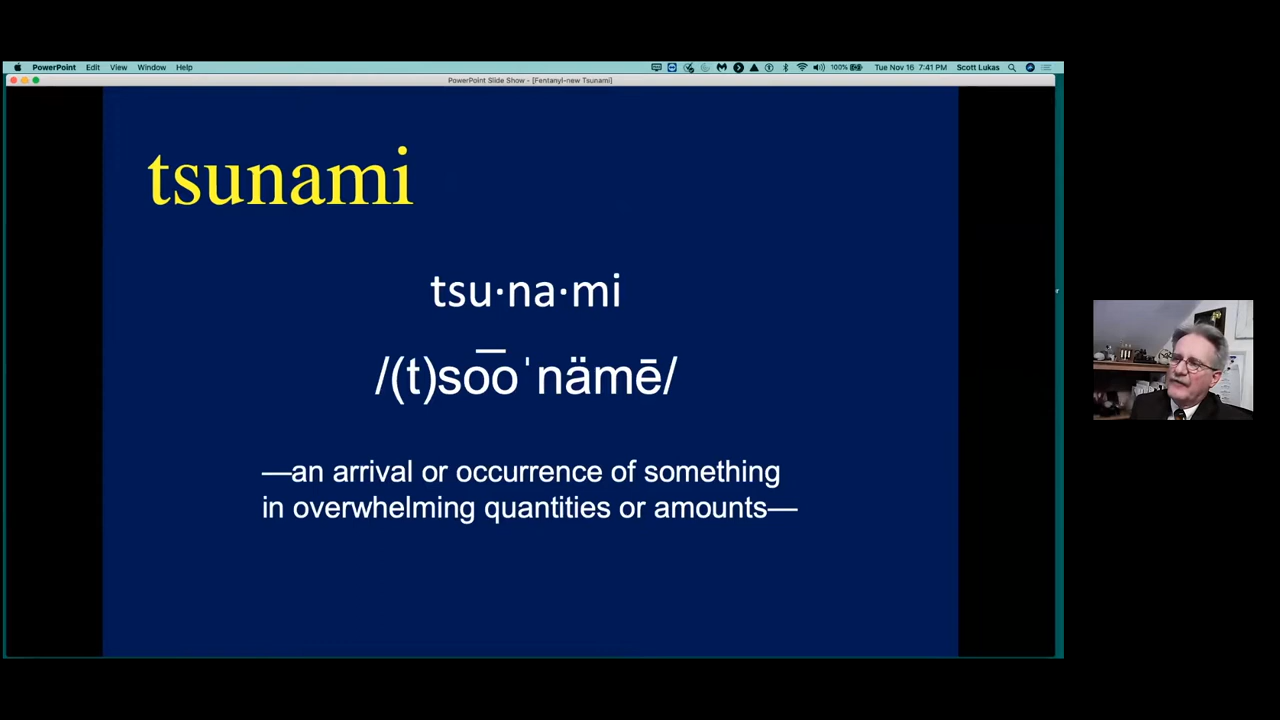 PowerPoint Edit View Window Help 100% Tue Nov 16 7:41 PM Scott Lukas
PowerPoint Slide Show - [Fentanyl-new Tsunami]
tsunami
tsu·na·mi
/(t)so͞oˈnämē/
—an arrival or occurrence of something
in overwhelming quantities or amounts—